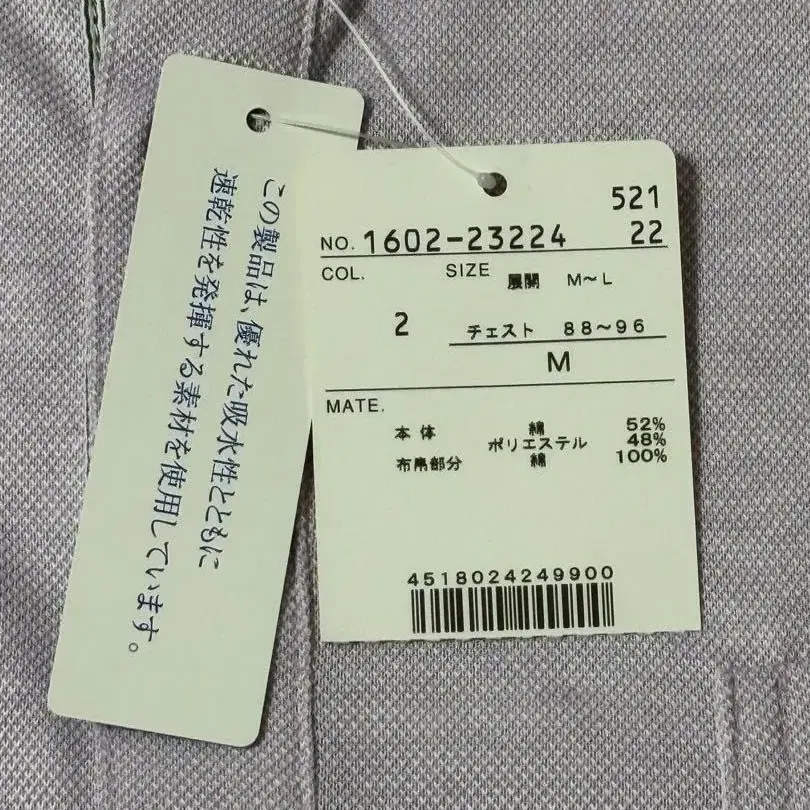 この製品は、優れた吸水性とともに
速乾性を発揮する素材を使用しています。
521
NO. 1602-23224 22
COL. SIZE 展開 M〜L
2 チェスト 88〜96
M
MATE.
本体 綿 52%
ポリエステル 48%
布帛部分 綿 100%
4518024249900